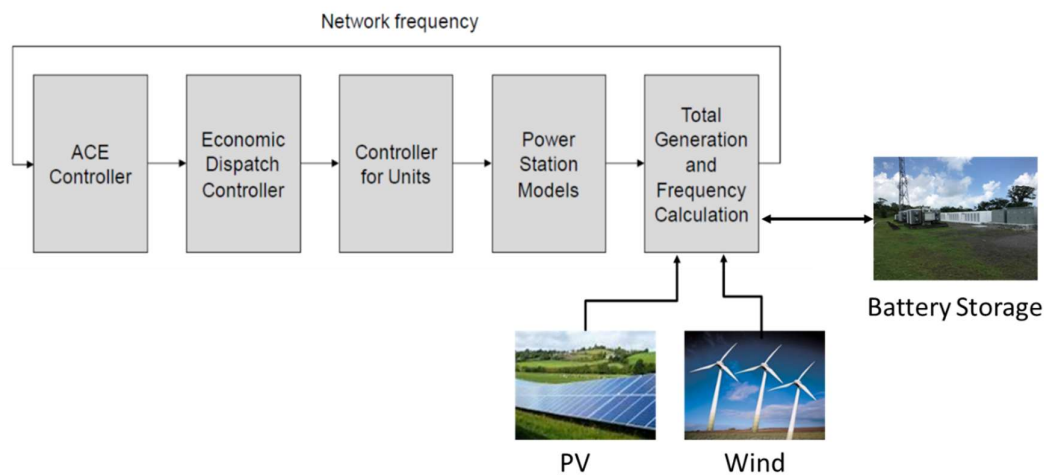 Network frequency
ACE
Controller
Economic
Dispatch
Controller
Controller
for Units
Power
Station
Models
Total
Generation
and
Frequency
Calculation
Battery Storage
PV
Wind